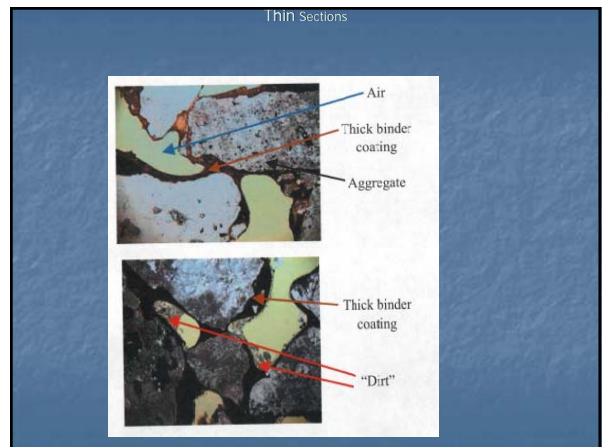 Thin Sections
Air
Thick binder
coating
Aggregate
Thick binder
coating
“Dirt”